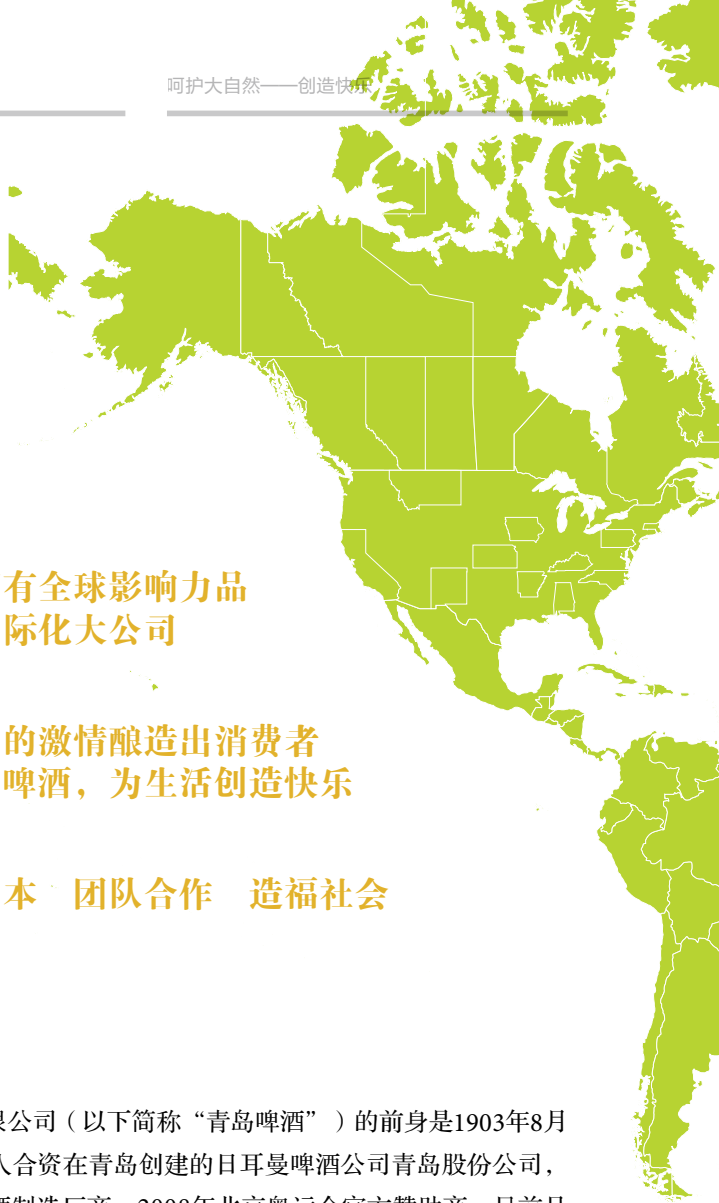 呵护大自然——创造快乐
有全球影响力品
际化大公司
的激情酿造出消费者
啤酒，为生活创造快乐
本 团队合作 造福社会
限公司（以下简称“青岛啤酒”）的前身是1903年8月
人合资在青岛创建的日耳曼啤酒公司青岛股份公司，